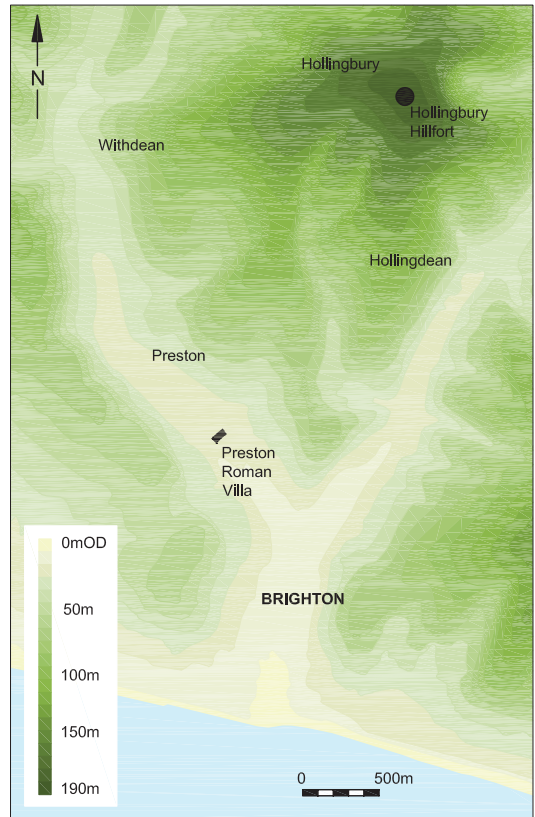 N
Hollingbury
Hollingbury
Hillfort
Withdean
Hollingdean
Preston
Preston
Roman
Villa
BRIGHTON
0mOD
50m
100m
150m
190m
0 500m